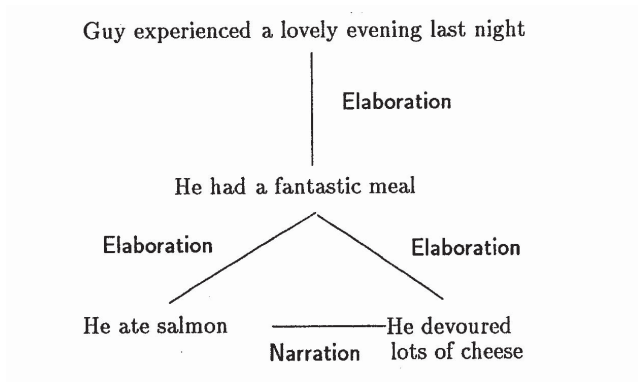 Guy experienced a lovely evening last night
Elaboration
He had a fantastic meal
Elaboration
Elaboration
He ate salmon
He devoured
lots of cheese
Narration